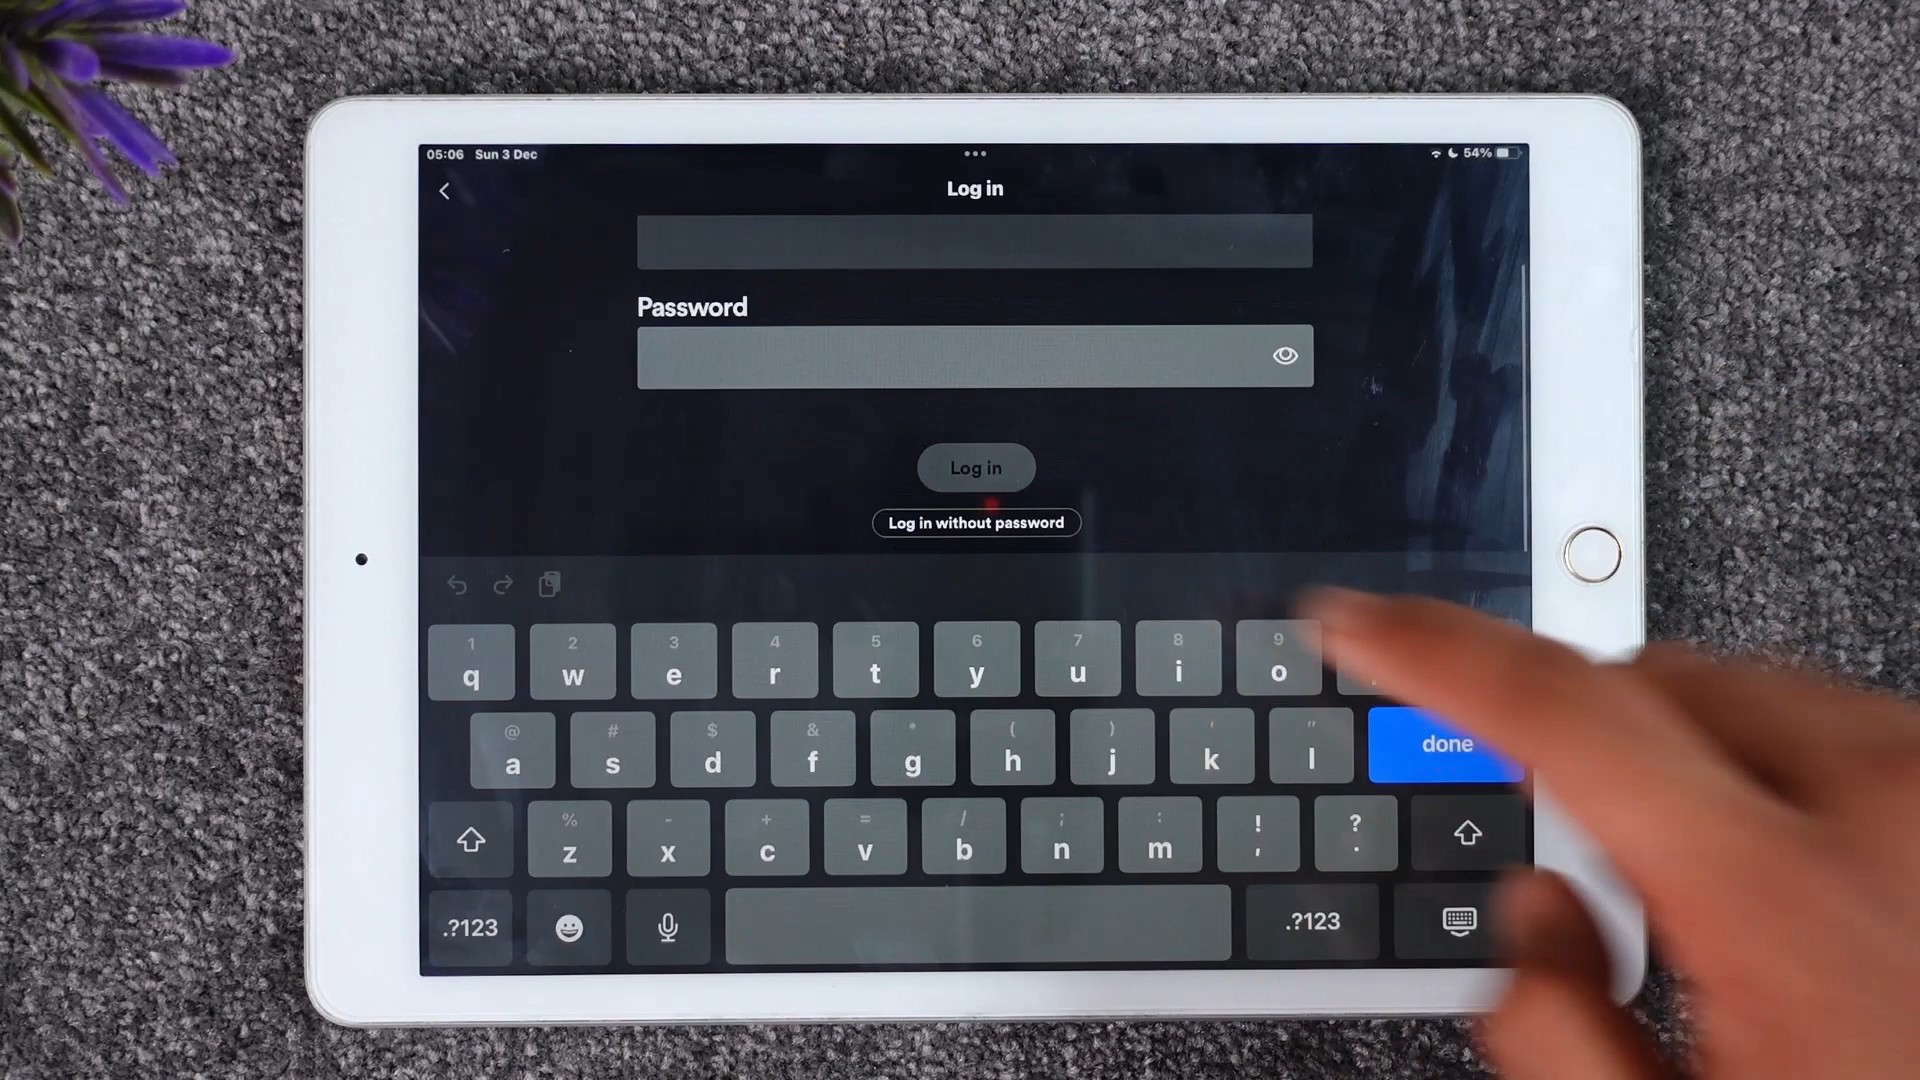 05:06 Sun 3 Dec 54%
Log in
Password
Log in
Log in without password
1 2 3 4 5 6 7 8 9
q w e r t y u i o
@ # $ & * ( ) ' "
a s d f g h j k l done
% - + = / ; : ! ?
z x c v b n m , .
.?123 .?123